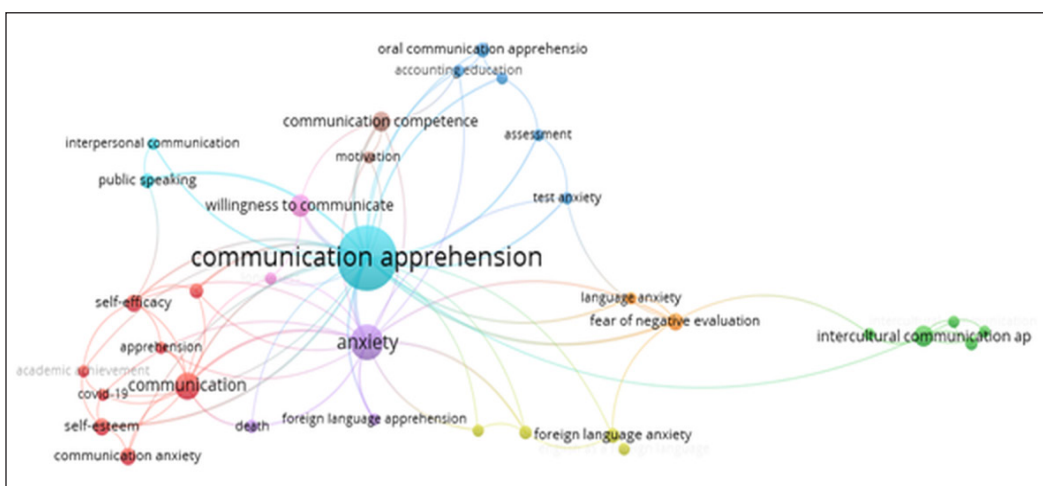 oral communication apprehensio
accounting education
communication competence
assessment
interpersonal communication
motivation
public speaking
test anxiety
willingness to communicate
communication apprehension
language anxiety
self-efficacy
fear of negative evaluation
intercultural communication ap
anxiety
apprehension
academic achievement
communication
covid-19
foreign language apprehension
self-esteem
death
foreign language anxiety
communication anxiety